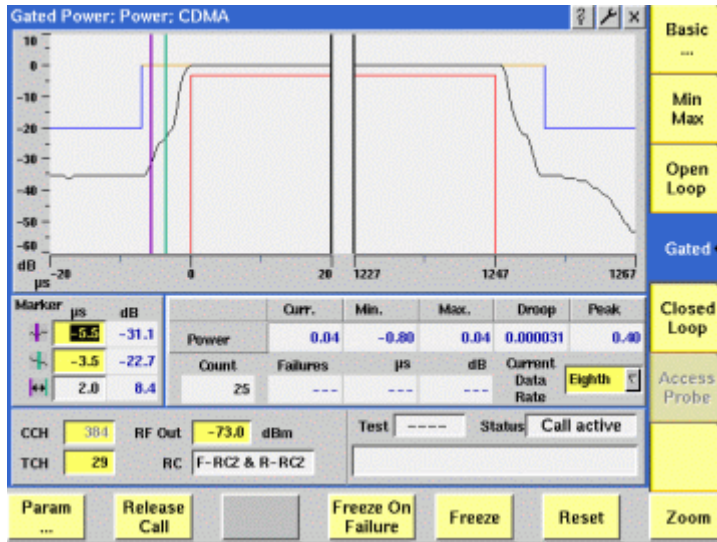 Gated Power; Power; CDMA
? ×
Basic
...
Min
Max
Open
Loop
Gated
Closed
Loop
Access
Probe
10
0
-10
-20
-30
-40
-50
-60
dB
µs -20 0 20 1227 1247 1267
Marker µs dB
-5.5 -31.1
-3.5 -22.7
2.0 8.4
Curr. Min. Max. Droop Peak
Power 0.04 -0.80 0.04 0.000031 0.40
Count Failures µs dB Current Data Rate Eighth
25 --- --- ---
CCH 384 RF Out -73.0 dBm Test ---- Status Call active
TCH 29 RC F-RC2 & R-RC2
Param
...
Release
Call
Freeze On
Failure
Freeze
Reset
Zoom